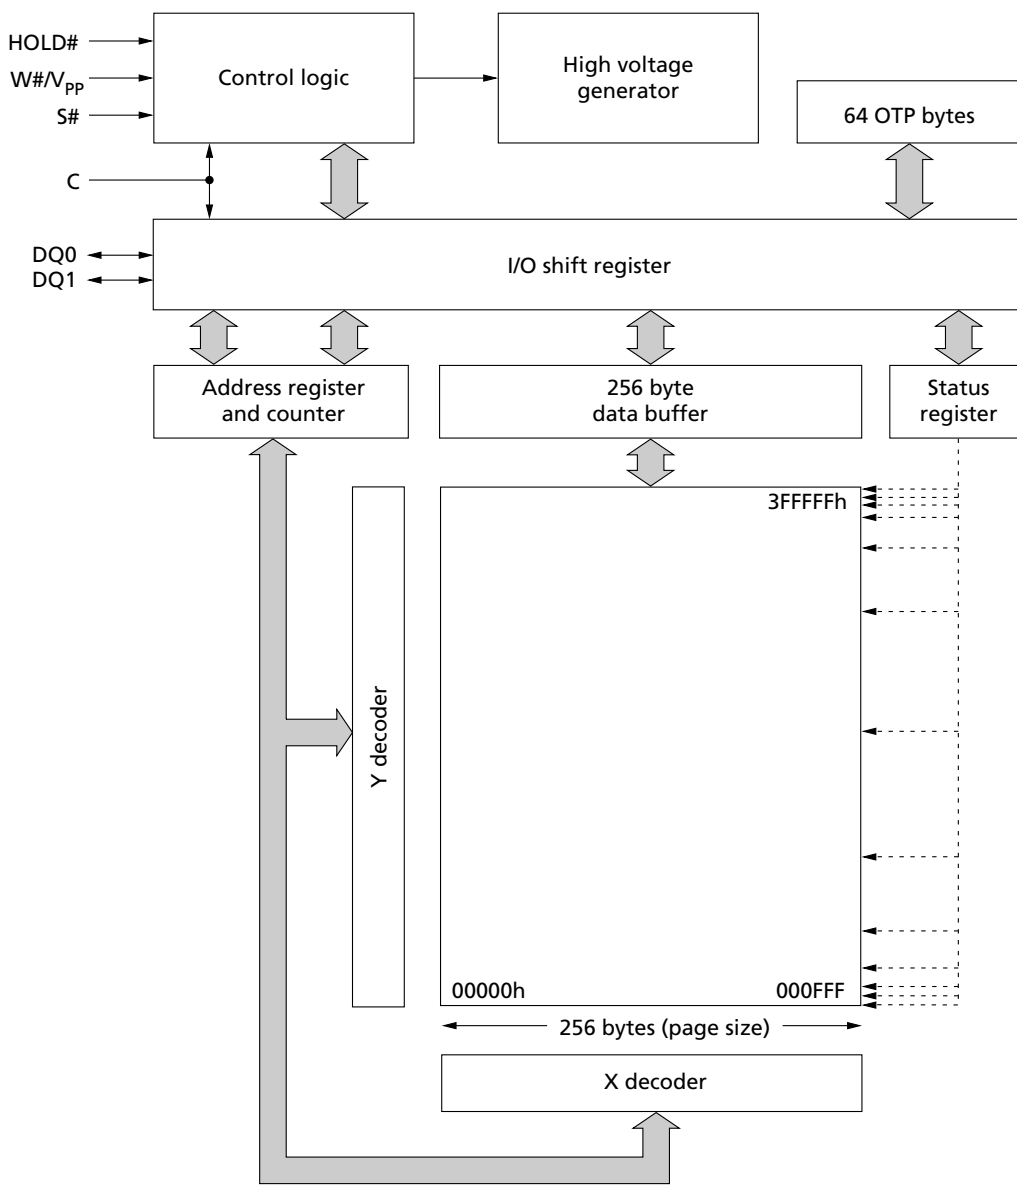 HOLD#
W#/VPP
S#
Control logic
High voltage
generator
64 OTP bytes
C
DQ0
DQ1
I/O shift register
Address register
and counter
256 byte
data buffer
Status
register
3FFFFFh
Y decoder
00000h
000FFF
256 bytes (page size)
X decoder